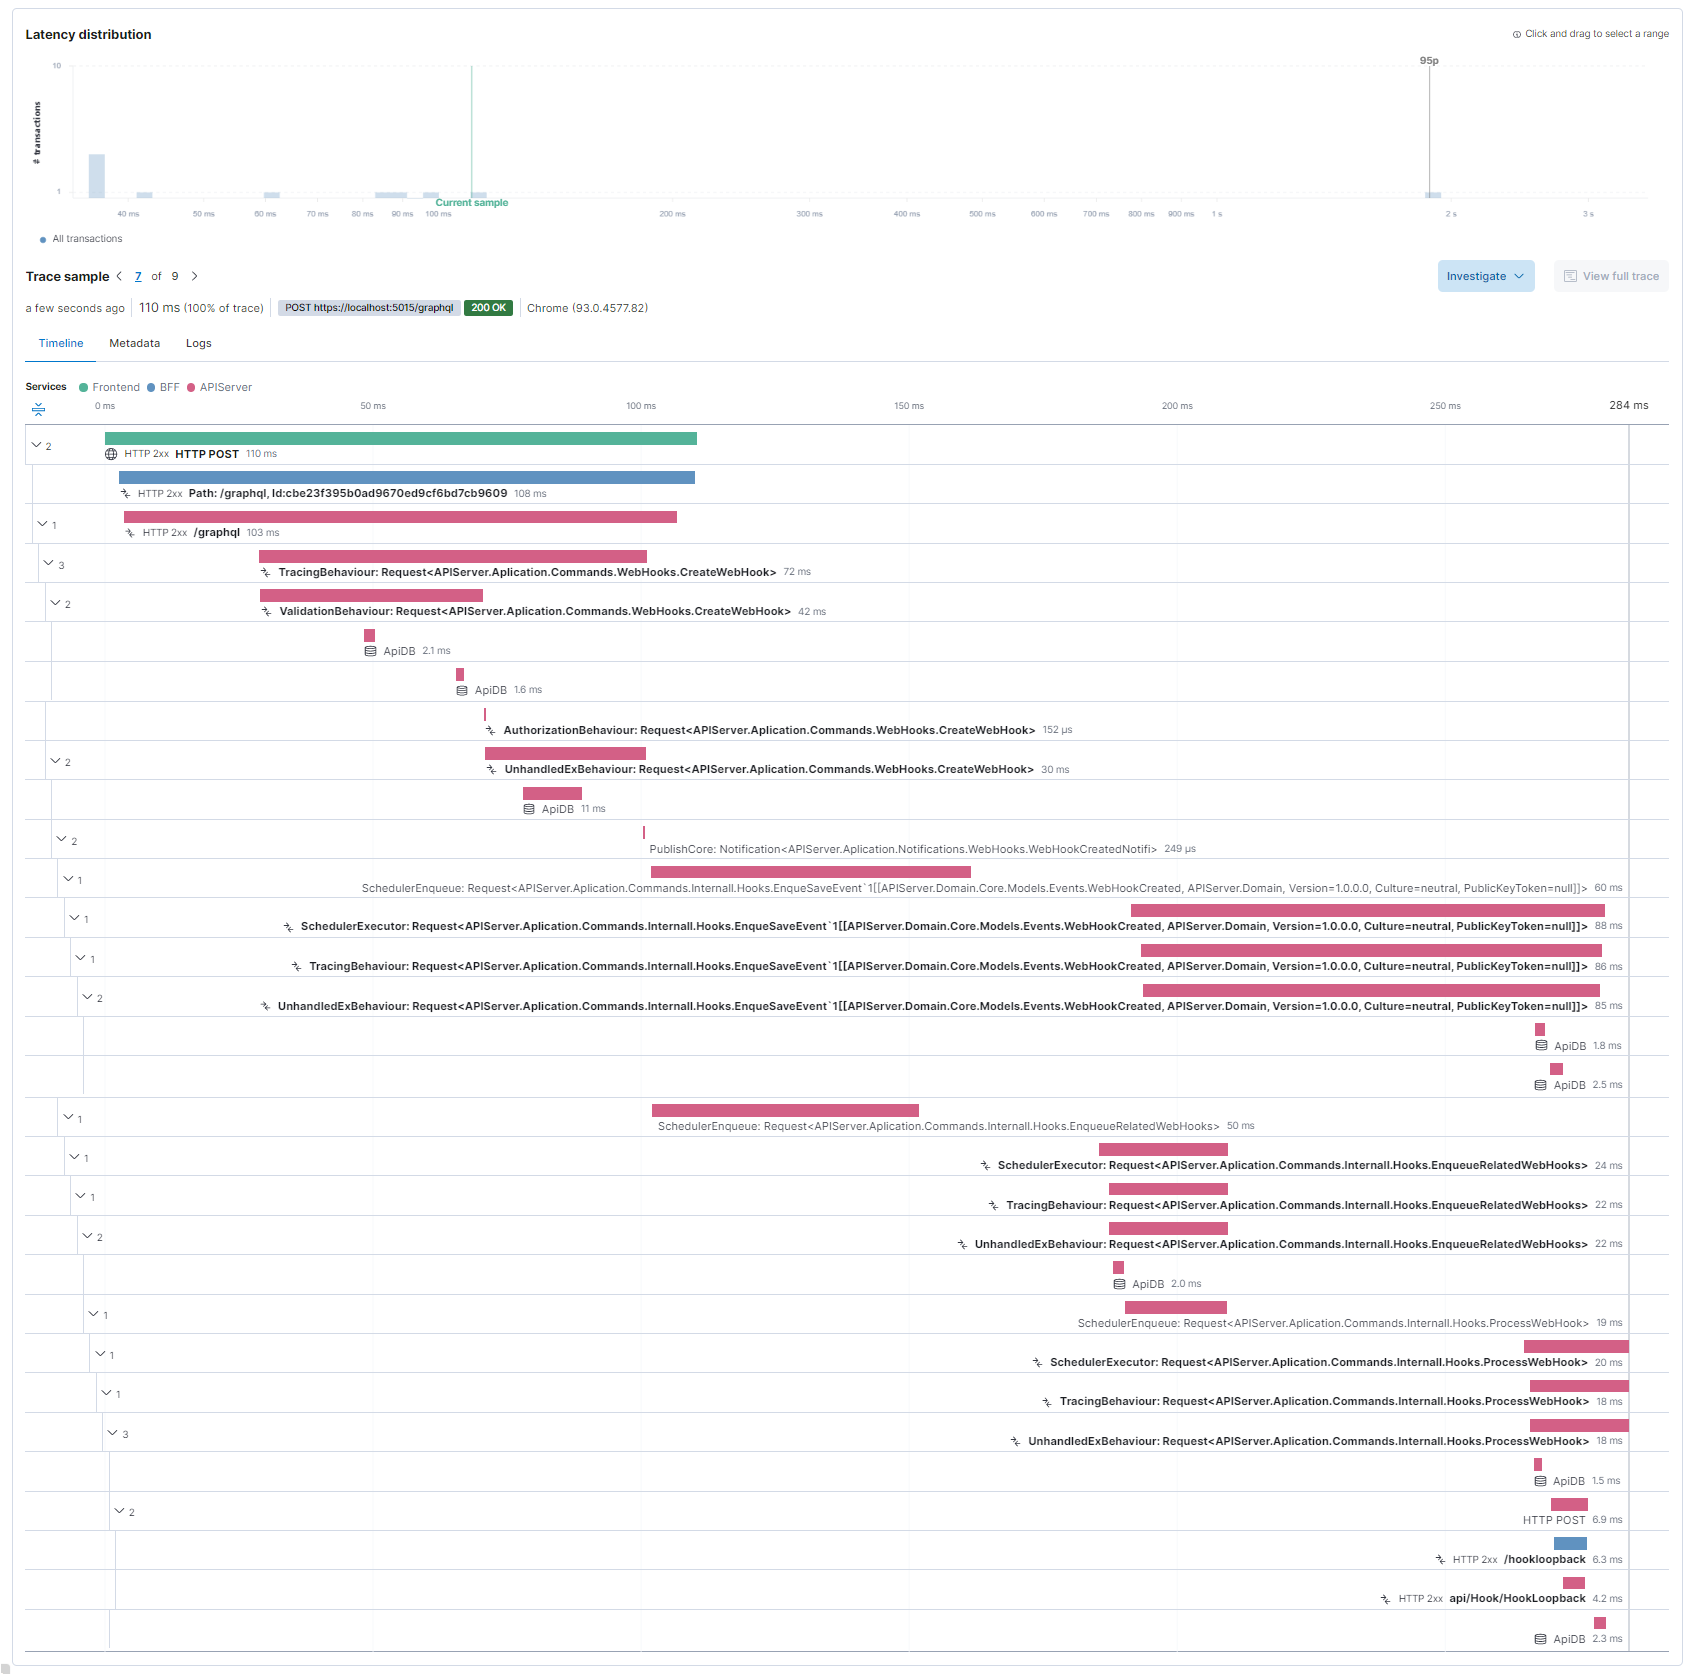 Latency distribution
Click and drag to select a range
# transactions
10
1
95p
Current sample
40 ms 50 ms 60 ms 70 ms 80 ms 90 ms 100 ms 200 ms 300 ms 400 ms 500 ms 600 ms 700 ms 800 ms 900 ms 1 s 2 s 3 s
All transactions
Trace sample 7 of 9
Investigate
View full trace
a few seconds ago 110 ms (100% of trace) POST https://localhost:5015/graphql 200 OK Chrome (93.0.4577.82)
Timeline Metadata Logs
Services Frontend BFF APIServer
0 ms 50 ms 100 ms 150 ms 200 ms 250 ms 284 ms
2
HTTP 2xx HTTP POST 110 ms
HTTP 2xx Path: /graphql, Id:cbe23f395b0ad9670ed9cf6bd7cb9609 108 ms
1
HTTP 2xx /graphql 103 ms
3
TracingBehaviour: Request<APIServer.Aplication.Commands.WebHooks.CreateWebHook> 72 ms
2
ValidationBehaviour: Request<APIServer.Aplication.Commands.WebHooks.CreateWebHook> 42 ms
ApiDB 2.1 ms
ApiDB 1.6 ms
AuthorizationBehaviour: Request<APIServer.Aplication.Commands.WebHooks.CreateWebHook> 152 μs
2
UnhandledExBehaviour: Request<APIServer.Aplication.Commands.WebHooks.CreateWebHook> 30 ms
ApiDB 11 ms
2
PublishCore: Notification<APIServer.Aplication.Notifications.WebHooks.WebHookCreatedNotifi> 249 μs
1
SchedulerEnqueue: Request<APIServer.Aplication.Commands.Internall.Hooks.EnqueSaveEvent`1[[APIServer.Domain.Core.Models.Events.WebHookCreated, APIServer.Domain, Version=1.0.0.0, Culture=neutral, PublicKeyToken=null]]> 60 ms
1
SchedulerExecutor: Request<APIServer.Aplication.Commands.Internall.Hooks.EnqueSaveEvent`1[[APIServer.Domain.Core.Models.Events.WebHookCreated, APIServer.Domain, Version=1.0.0.0, Culture=neutral, PublicKeyToken=null]]> 88 ms
1
TracingBehaviour: Request<APIServer.Aplication.Commands.Internall.Hooks.EnqueSaveEvent`1[[APIServer.Domain.Core.Models.Events.WebHookCreated, APIServer.Domain, Version=1.0.0.0, Culture=neutral, PublicKeyToken=null]]> 86 ms
2
UnhandledExBehaviour: Request<APIServer.Aplication.Commands.Internall.Hooks.EnqueSaveEvent`1[[APIServer.Domain.Core.Models.Events.WebHookCreated, APIServer.Domain, Version=1.0.0.0, Culture=neutral, PublicKeyToken=null]]> 85 ms
ApiDB 1.8 ms
ApiDB 2.5 ms
1
SchedulerEnqueue: Request<APIServer.Aplication.Commands.Internall.Hooks.EnqueueRelatedWebHooks> 50 ms
1
SchedulerExecutor: Request<APIServer.Aplication.Commands.Internall.Hooks.EnqueueRelatedWebHooks> 24 ms
1
TracingBehaviour: Request<APIServer.Aplication.Commands.Internall.Hooks.EnqueueRelatedWebHooks> 22 ms
2
UnhandledExBehaviour: Request<APIServer.Aplication.Commands.Internall.Hooks.EnqueueRelatedWebHooks> 22 ms
ApiDB 2.0 ms
1
SchedulerEnqueue: Request<APIServer.Aplication.Commands.Internall.Hooks.ProcessWebHook> 19 ms
1
SchedulerExecutor: Request<APIServer.Aplication.Commands.Internall.Hooks.ProcessWebHook> 20 ms
1
TracingBehaviour: Request<APIServer.Aplication.Commands.Internall.Hooks.ProcessWebHook> 18 ms
3
UnhandledExBehaviour: Request<APIServer.Aplication.Commands.Internall.Hooks.ProcessWebHook> 18 ms
ApiDB 1.5 ms
2
HTTP POST 6.9 ms
HTTP 2xx /hookloopback 6.3 ms
HTTP 2xx api/Hook/HookLoopback 4.2 ms
ApiDB 2.3 ms